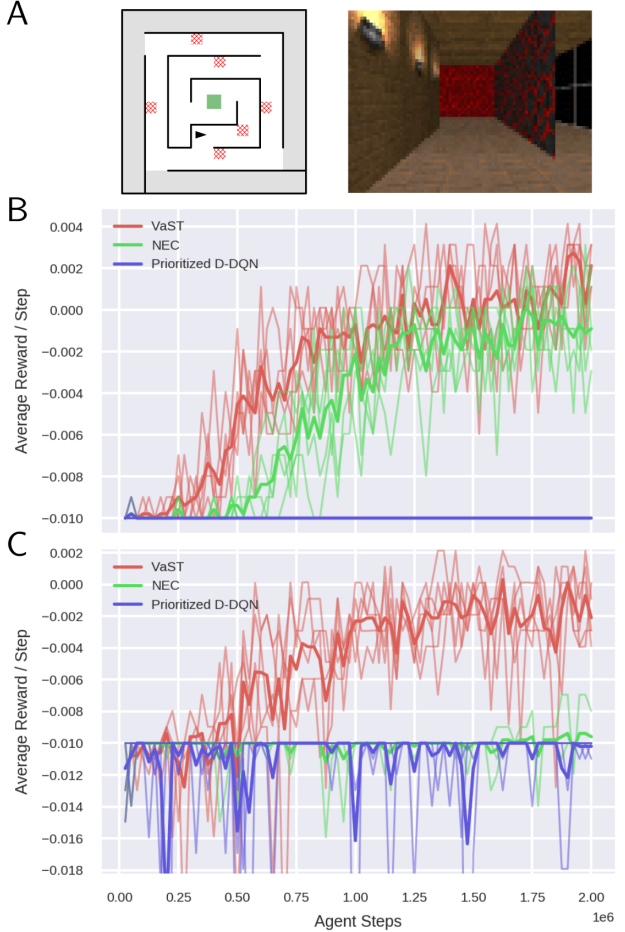 A
B
Average Reward / Step
0.004
0.002
0.000
−0.002
−0.004
−0.006
−0.008
−0.010
VaST
NEC
Prioritized D-DQN
C
Average Reward / Step
0.002
0.000
−0.002
−0.004
−0.006
−0.008
−0.010
−0.012
−0.014
−0.016
−0.018
VaST
NEC
Prioritized D-DQN
0.00 0.25 0.50 0.75 1.00 1.25 1.50 1.75 2.00
1e6
Agent Steps